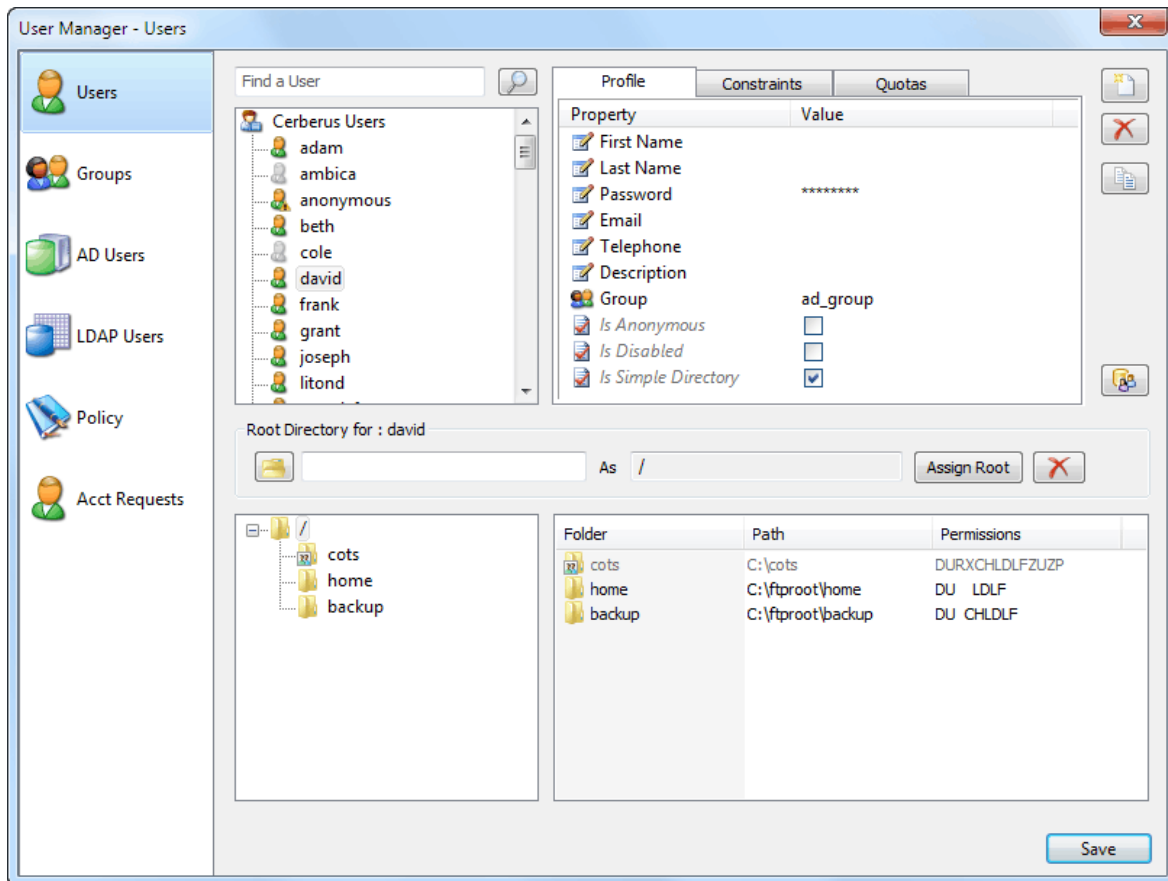 User Manager - Users
Users
Groups
AD Users
LDAP Users
Policy
Acct Requests
Find a User
Cerberus Users
adam
ambica
anonymous
beth
cole
david
frank
grant
joseph
litond
Profile Constraints Quotas
Property Value
First Name
Last Name
Password ********
Email
Telephone
Description
Group ad_group
Is Anonymous
Is Disabled
Is Simple Directory
Root Directory for : david
As / Assign Root
/
cots
home
backup
Folder Path Permissions
cots C:\cots DURXCHLDLFZUZP
home C:\ftproot\home DU LDLF
backup C:\ftproot\backup DU CHLDLF
Save